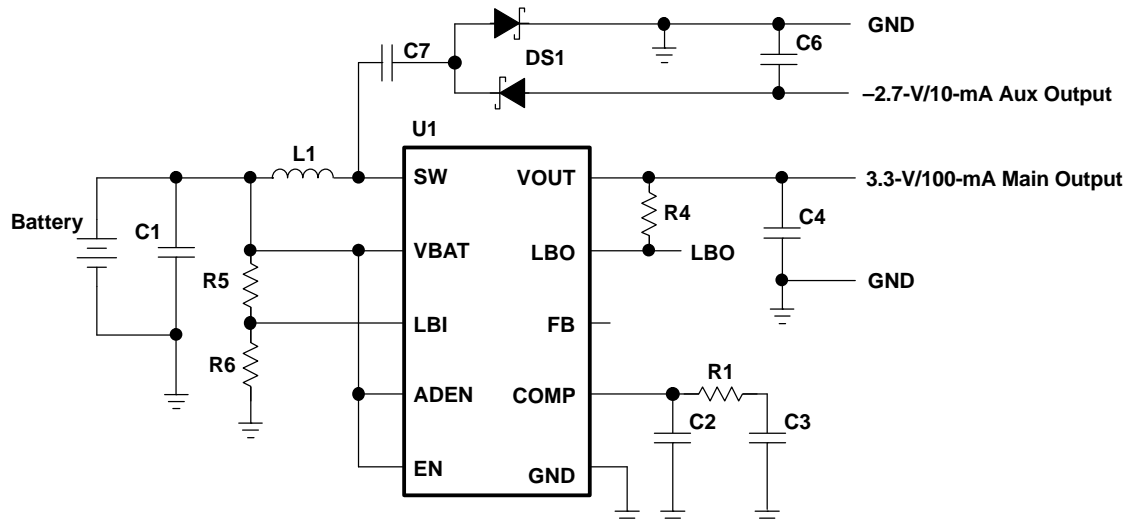 GND
C7
DS1
C6
–2.7-V/10-mA Aux Output
U1
L1
SW
VOUT
3.3-V/100-mA Main Output
Battery
C1
R4
C4
VBAT
LBO
LBO
R5
GND
LBI
FB
R6
R1
ADEN
COMP
C2
C3
EN
GND